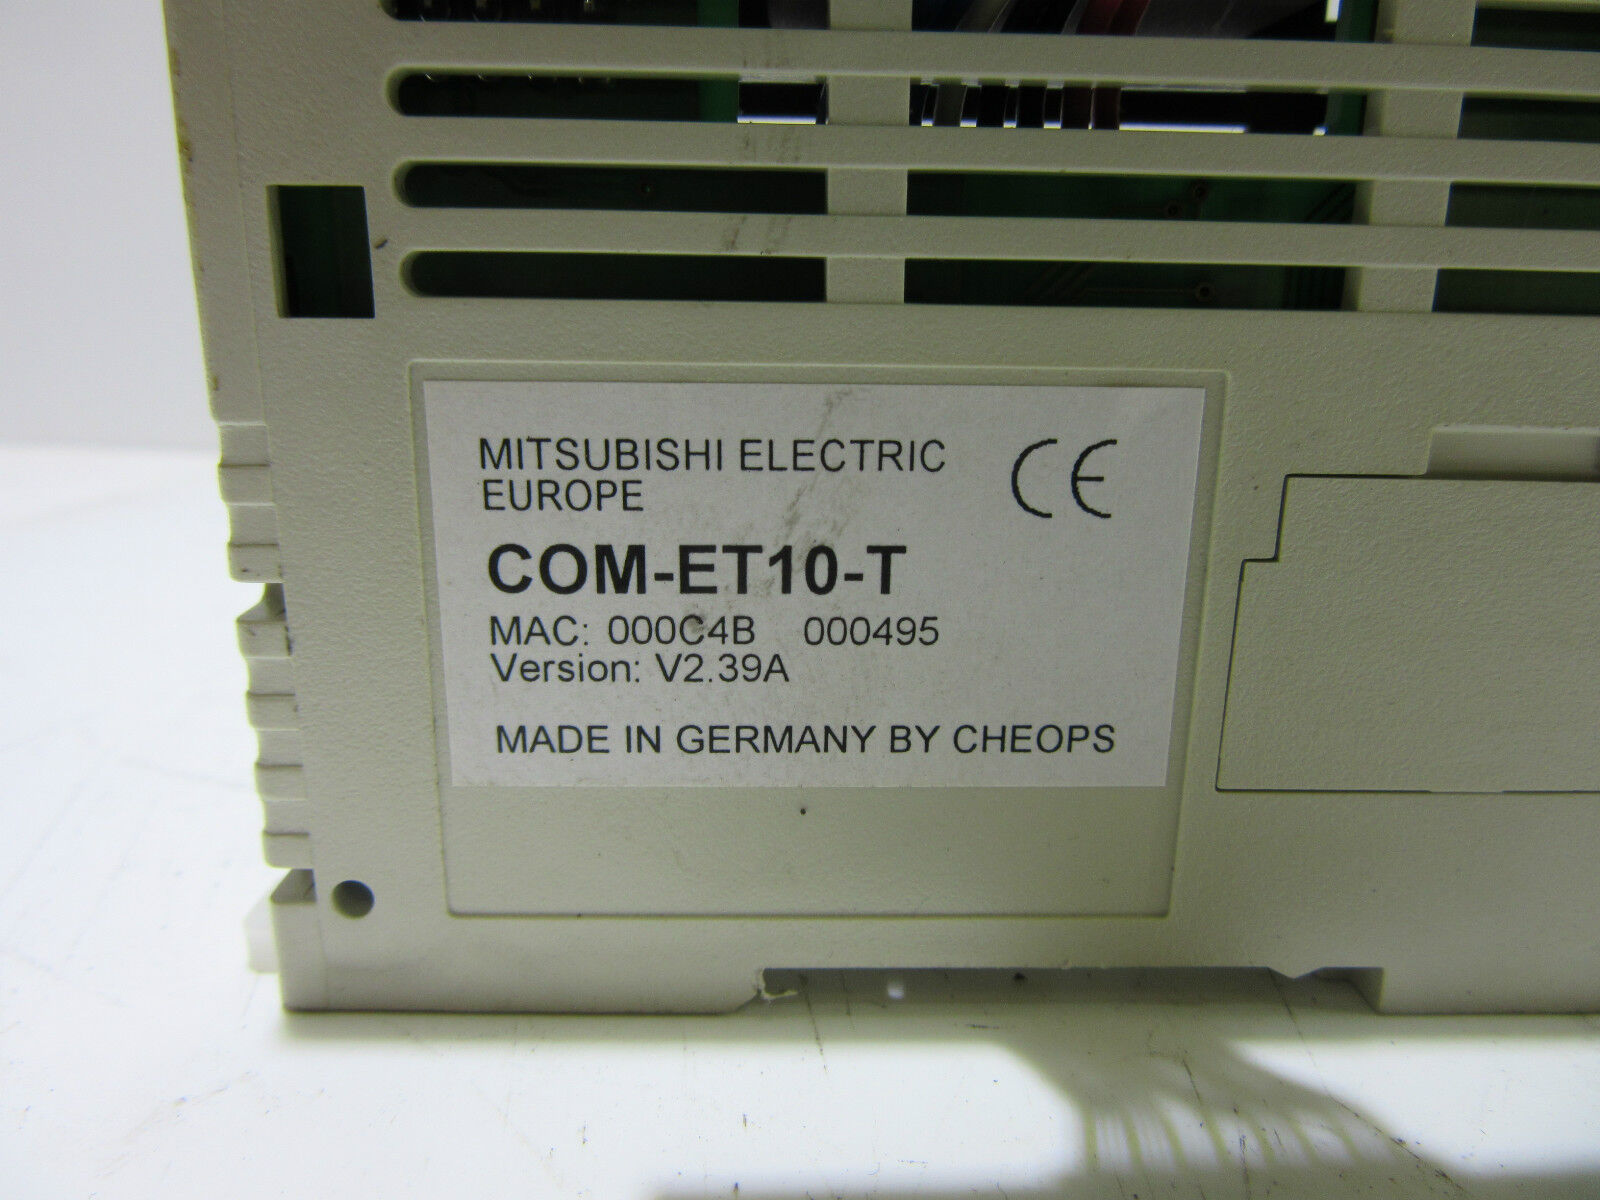 MITSUBISHI ELECTRIC CE
EUROPE
COM-ET10-T
MAC: 000C4B 000495
Version: V2.39A
MADE IN GERMANY BY CHEOPS